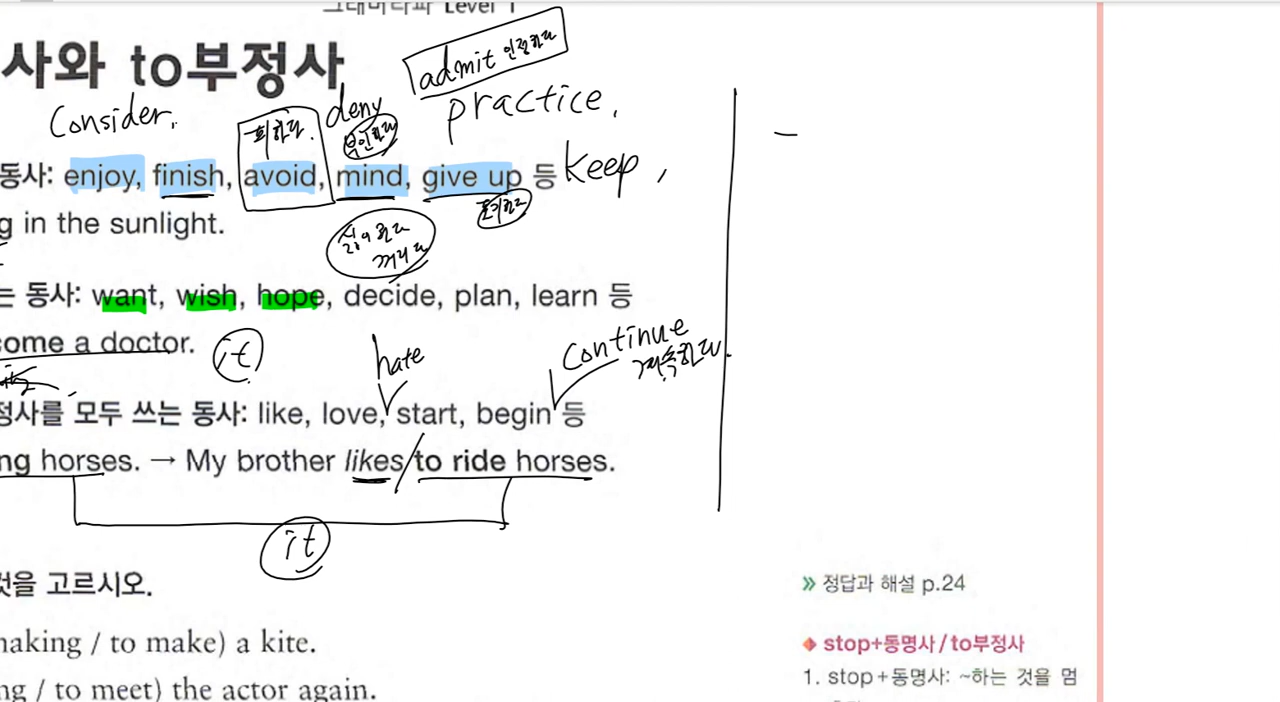 그래머타파 Level 1
사와 to부정사
admit 인정하다
Consider,
deny
practice,
회하다.
부인하다
동사: enjoy, finish, avoid, mind, give up 등 keep,
포기하다
g in the sunlight.
싫어하다
꺼리다
는 동사: want, wish, hope, decide, plan, learn 등
come a doctor.
it
hate
continue
계속하다.
정사를 모두 쓰는 동사: like, love, start, begin 등
ng horses. → My brother likes/to ride horses.
it
것을 고르시오.
» 정답과 해설 p.24
naking / to make) a kite.
stop+동명사/to부정사
1. stop+동명사: ~하는 것을 멈
ng / to meet) the actor again.